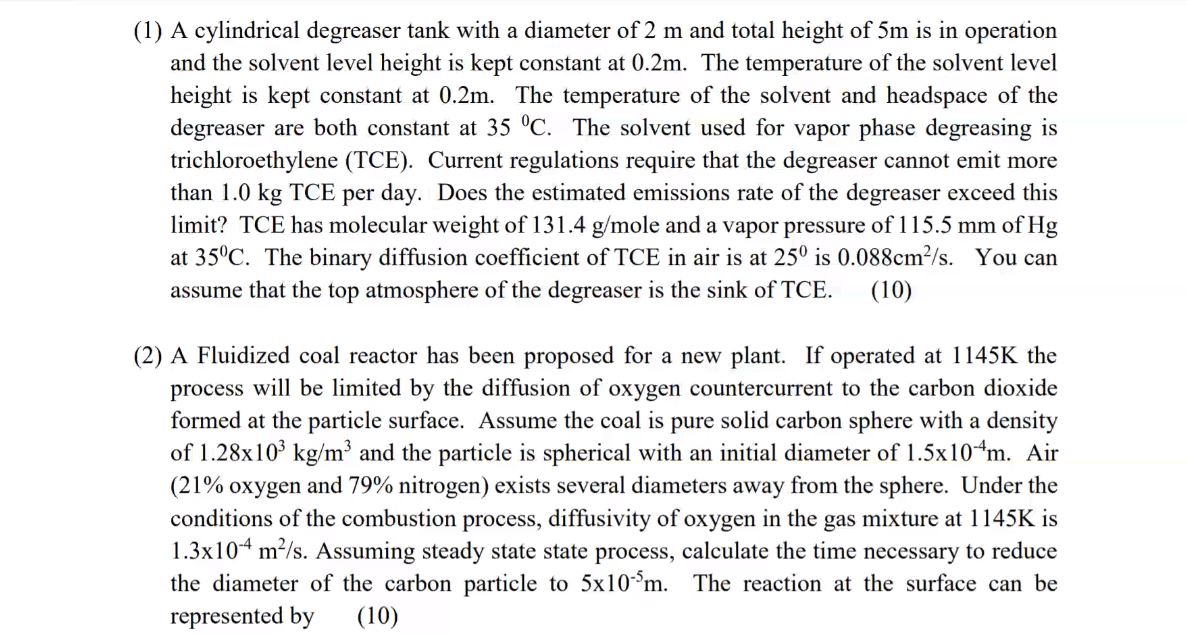 (1) A cylindrical degreaser tank with a diameter of 2 m and total height of 5m is in operation
and the solvent level height is kept constant at 0.2m. The temperature of the solvent level
height is kept constant at 0.2m. The temperature of the solvent and headspace of the
degreaser are both constant at 35 ⁰C. The solvent used for vapor phase degreasing is
trichloroethylene (TCE). Current regulations require that the degreaser cannot emit more
than 1.0 kg TCE per day. Does the estimated emissions rate of the degreaser exceed this
limit? TCE has molecular weight of 131.4 g/mole and a vapor pressure of 115.5 mm of Hg
at 35⁰C. The binary diffusion coefficient of TCE in air is at 25⁰ is 0.088cm²/s. You can
assume that the top atmosphere of the degreaser is the sink of TCE. (10)
(2) A Fluidized coal reactor has been proposed for a new plant. If operated at 1145K the
process will be limited by the diffusion of oxygen countercurrent to the carbon dioxide
formed at the particle surface. Assume the coal is pure solid carbon sphere with a density
of 1.28x10³ kg/m³ and the particle is spherical with an initial diameter of 1.5x10⁻⁴m. Air
(21% oxygen and 79% nitrogen) exists several diameters away from the sphere. Under the
conditions of the combustion process, diffusivity of oxygen in the gas mixture at 1145K is
1.3x10⁻⁴ m²/s. Assuming steady state state process, calculate the time necessary to reduce
the diameter of the carbon particle to 5x10⁻⁵m. The reaction at the surface can be
represented by (10)